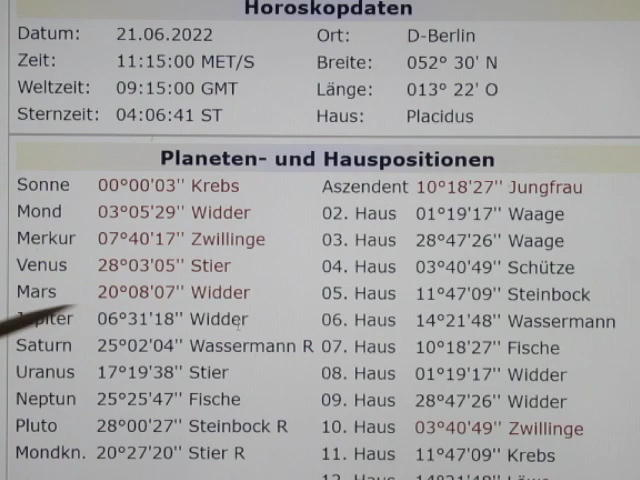 Horoskopdaten
Datum: 21.06.2022 Ort: D-Berlin
Zeit: 11:15:00 MET/S Breite: 052° 30' N
Weltzeit: 09:15:00 GMT Länge: 013° 22' O
Sternzeit: 04:06:41 ST Haus: Placidus
Planeten- und Hauspositionen
Sonne 00°00'03'' Krebs Aszendent 10°18'27'' Jungfrau
Mond 03°05'29'' Widder 02. Haus 01°19'17'' Waage
Merkur 07°40'17'' Zwillinge 03. Haus 28°47'26'' Waage
Venus 28°03'05'' Stier 04. Haus 03°40'49'' Schütze
Mars 20°08'07'' Widder 05. Haus 11°47'09'' Steinbock
Jupiter 06°31'18'' Widder 06. Haus 14°21'48'' Wassermann
Saturn 25°02'04'' Wassermann R 07. Haus 10°18'27'' Fische
Uranus 17°19'38'' Stier 08. Haus 01°19'17'' Widder
Neptun 25°25'47'' Fische 09. Haus 28°47'26'' Widder
Pluto 28°00'27'' Steinbock R 10. Haus 03°40'49'' Zwillinge
Mondkn. 20°27'20'' Stier R 11. Haus 11°47'09'' Krebs
12. Haus 14°21'48'' Löwe